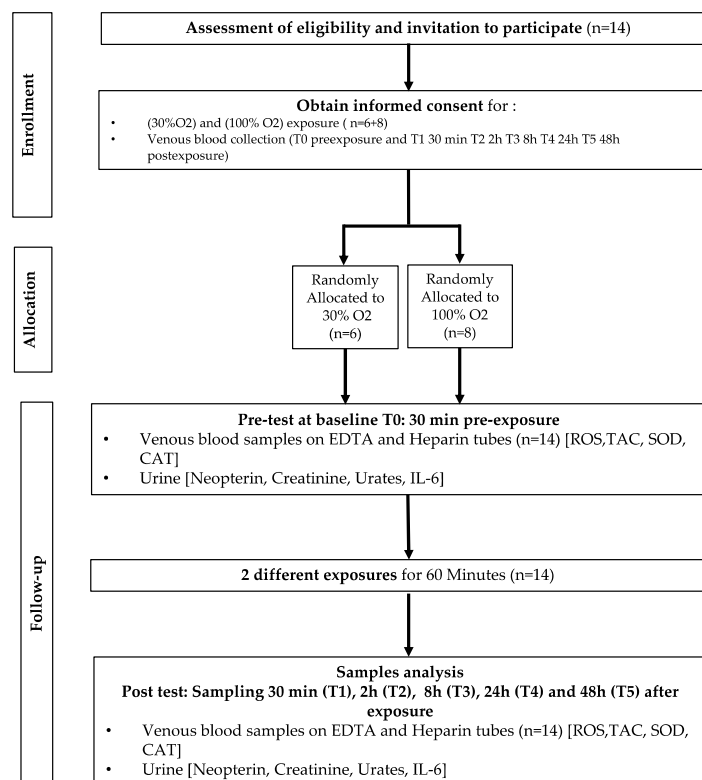 Assessment of eligibility and invitation to participate (n=14)
Enrollment
Obtain informed consent for :
• (30%O2) and (100% O2) exposure ( n=6+8)
• Venous blood collection (T0 preexposure and T1 30 min T2 2h T3 8h T4 24h T5 48h
postexposure)
Allocation
Randomly
Allocated to
30% O2
(n=6)
Randomly
Allocated to
100% O2
(n=8)
Follow-up
Pre-test at baseline T0: 30 min pre-exposure
• Venous blood samples on EDTA and Heparin tubes (n=14) [ROS,TAC, SOD,
CAT]
• Urine [Neopterin, Creatinine, Urates, IL-6]
2 different exposures for 60 Minutes (n=14)
Samples analysis
Post test: Sampling 30 min (T1), 2h (T2), 8h (T3), 24h (T4) and 48h (T5) after
exposure
• Venous blood samples on EDTA and Heparin tubes (n=14) [ROS,TAC, SOD,
CAT]
• Urine [Neopterin, Creatinine, Urates, IL-6]